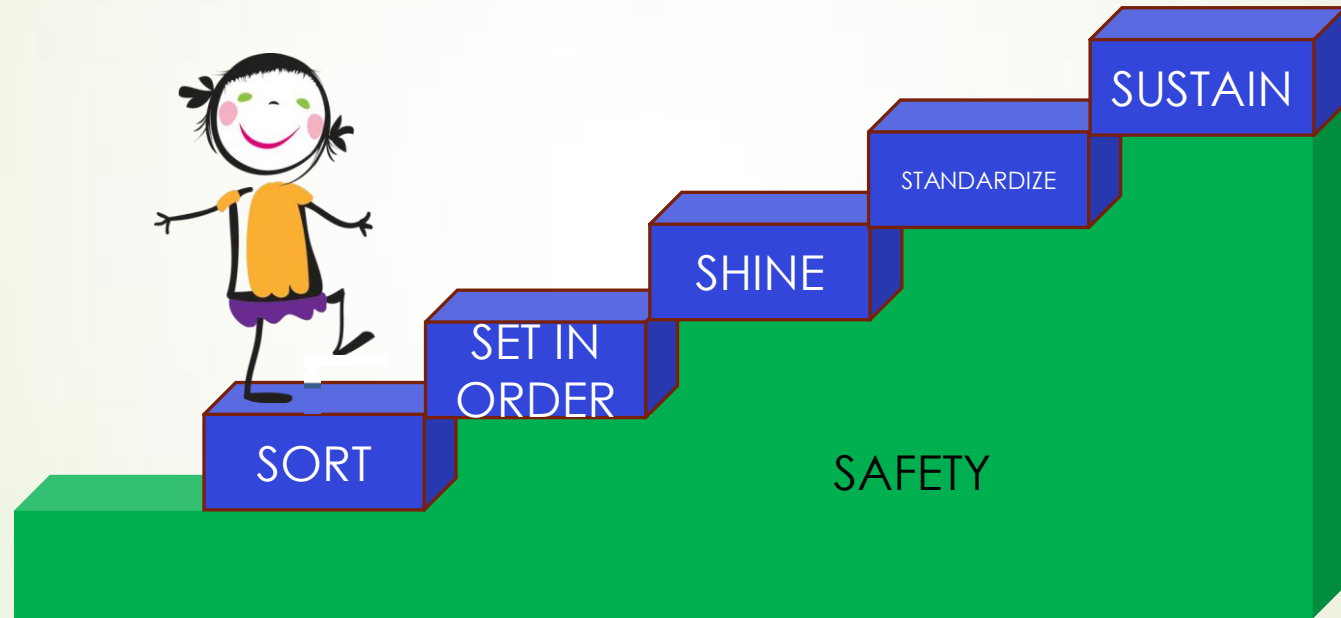 SUSTAIN
STANDARDIZE
SHINE
SET IN
ORDER
SORT
SAFETY